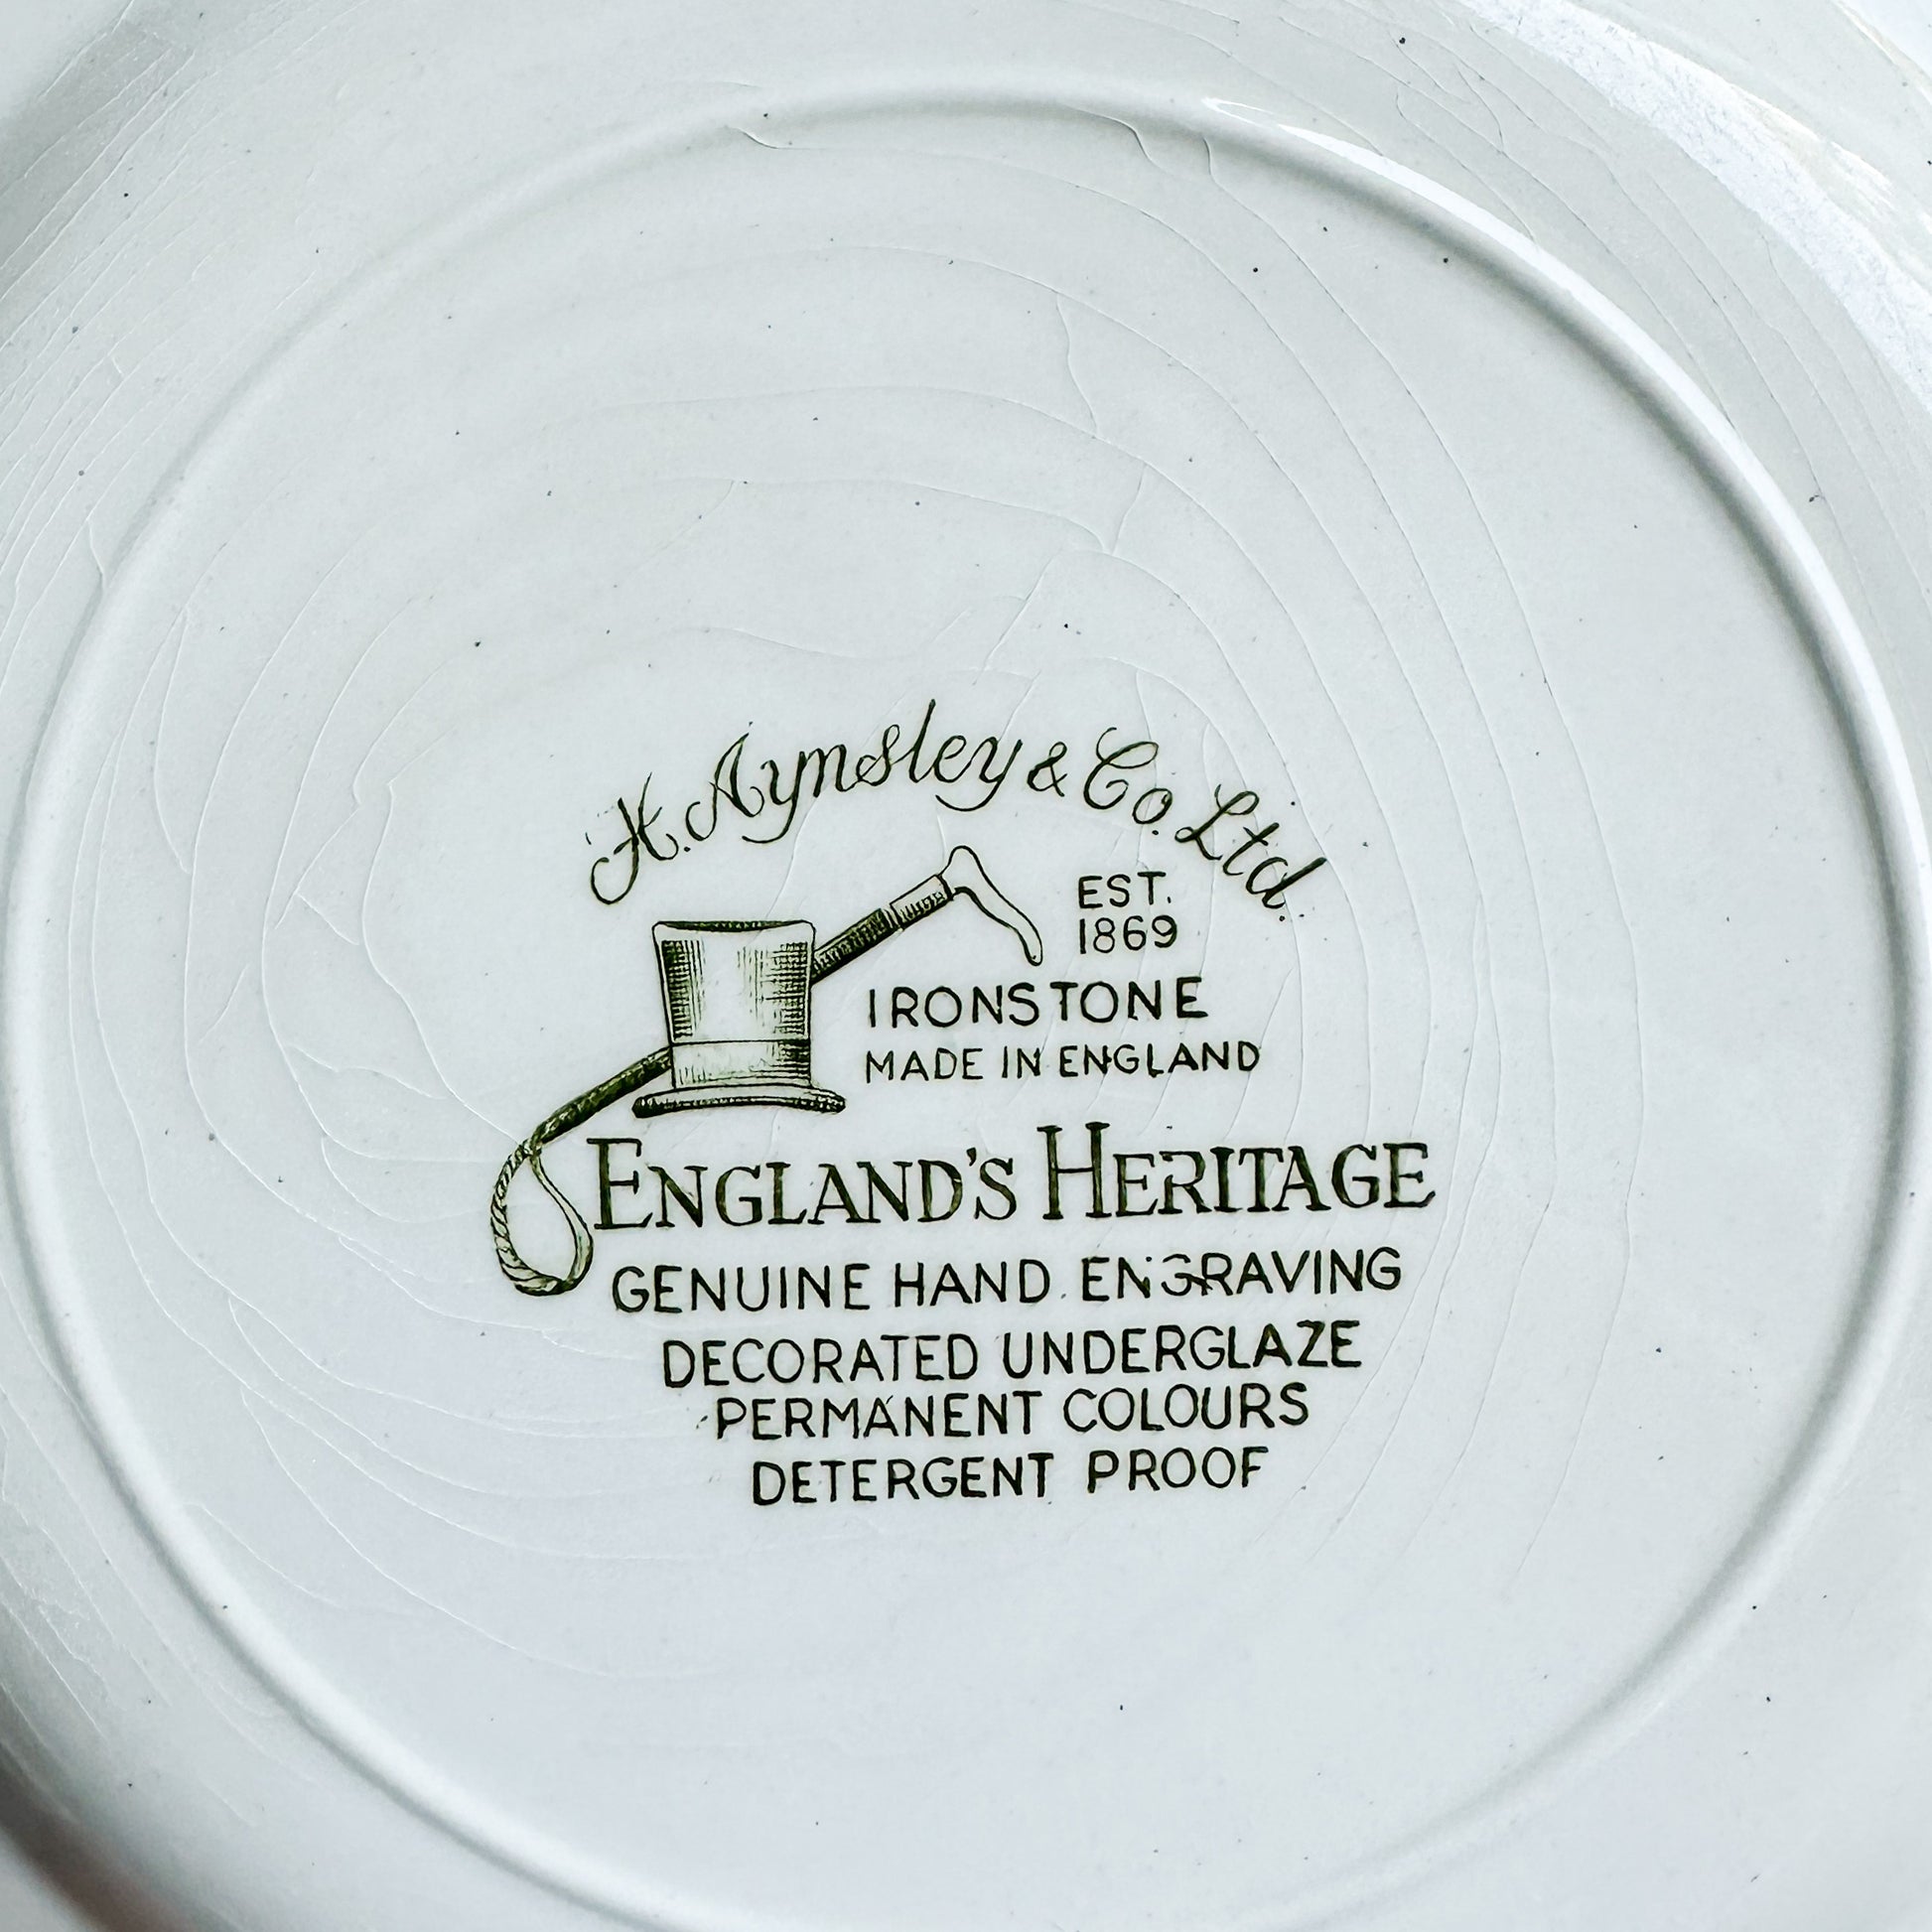 H. Aynsley & Co. Ltd.
EST.
1869
IRONSTONE
MADE IN ENGLAND
ENGLAND'S HERITAGE
GENUINE HAND ENGRAVING
DECORATED UNDERGLAZE
PERMANENT COLOURS
DETERGENT PROOF